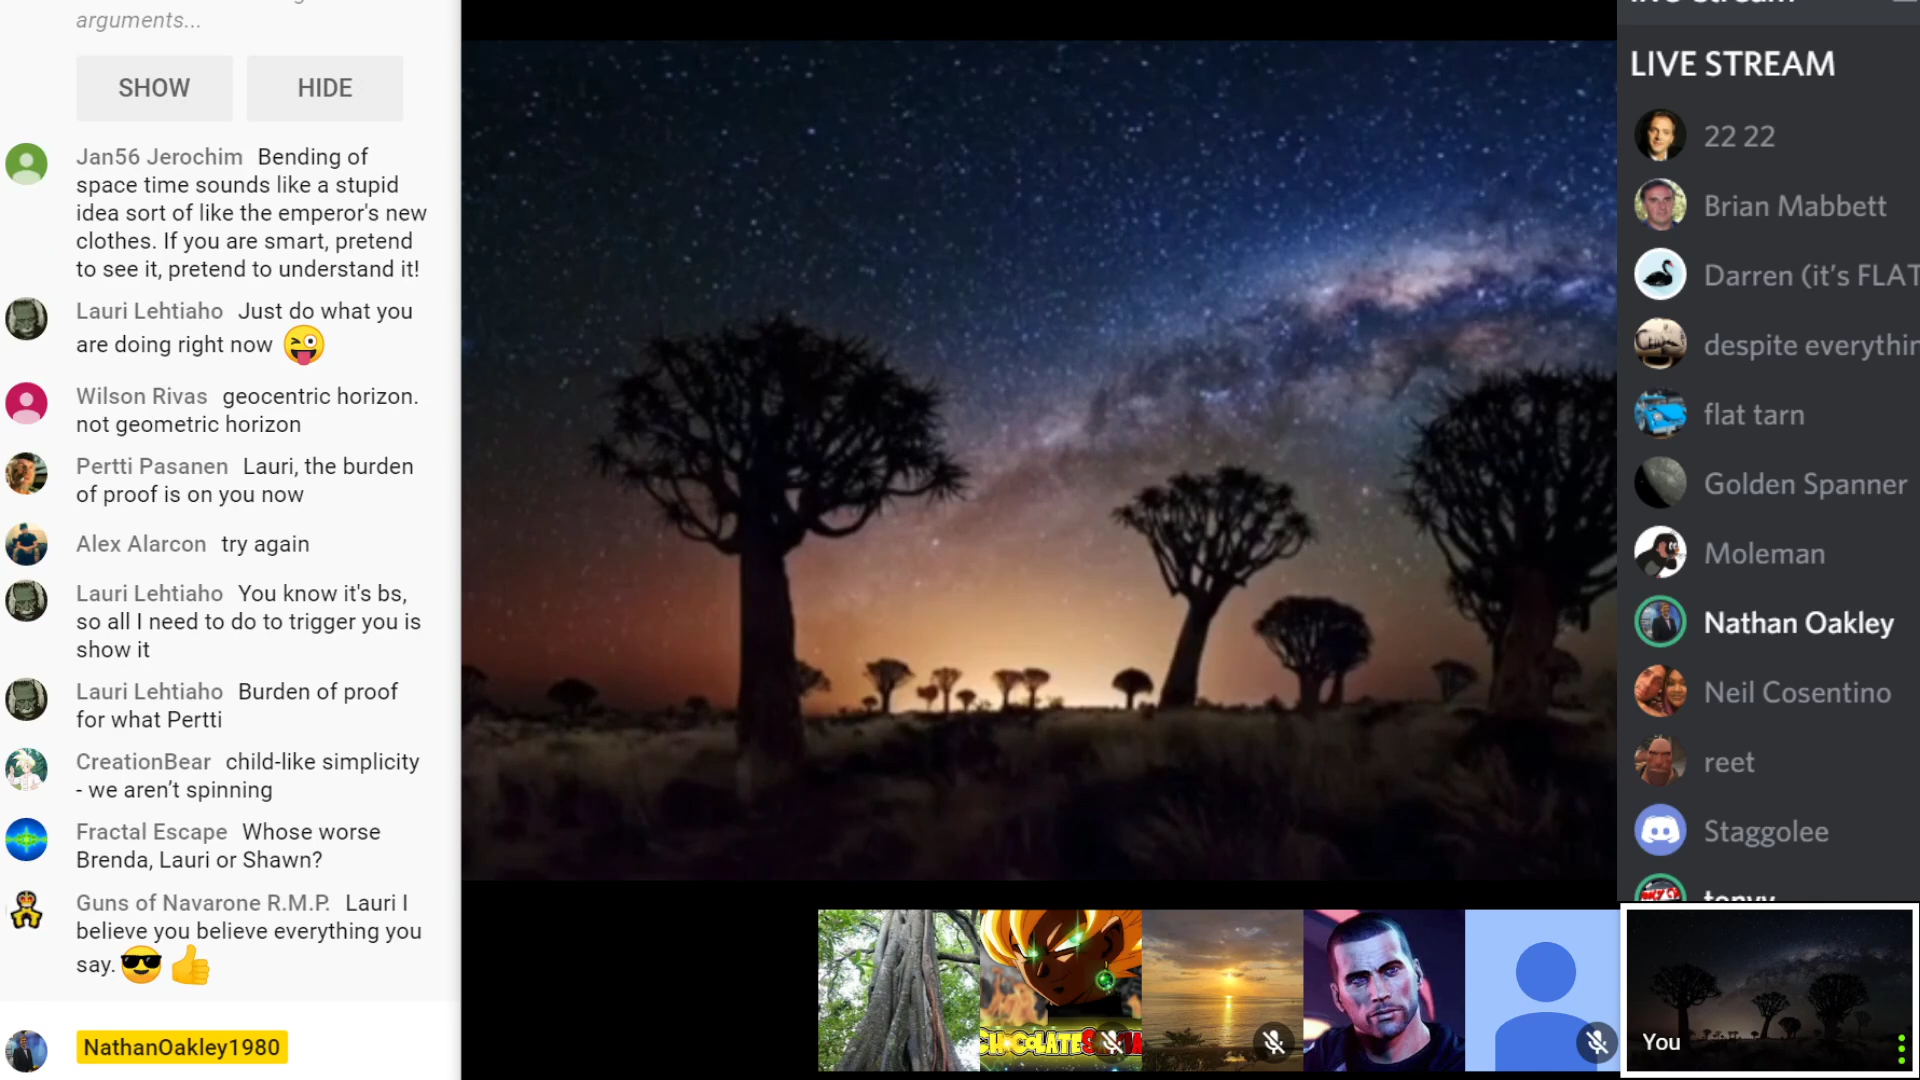 arguments...
SHOW
HIDE
Jan56 Jerochim Bending of
space time sounds like a stupid
idea sort of like the emperor's new
clothes. If you are smart, pretend
to see it, pretend to understand it!
Lauri Lehtiaho Just do what you
are doing right now 😜
Wilson Rivas geocentric horizon.
not geometric horizon
Pertti Pasanen Lauri, the burden
of proof is on you now
Alex Alarcon try again
Lauri Lehtiaho You know it's bs,
so all I need to do to trigger you is
show it
Lauri Lehtiaho Burden of proof
for what Pertti
CreationBear child-like simplicity
- we aren’t spinning
Fractal Escape Whose worse
Brenda, Lauri or Shawn?
Guns of Navarone R.M.P. Lauri I
believe you believe everything you
say. 😎 👍
NathanOakley1980
CHOCOLATE
You
LIVE STREAM
22 22
Brian Mabbett
Darren (it’s FLAT
despite everythin
flat tarn
Golden Spanner
Moleman
Nathan Oakley
Neil Cosentino
reet
Staggolee